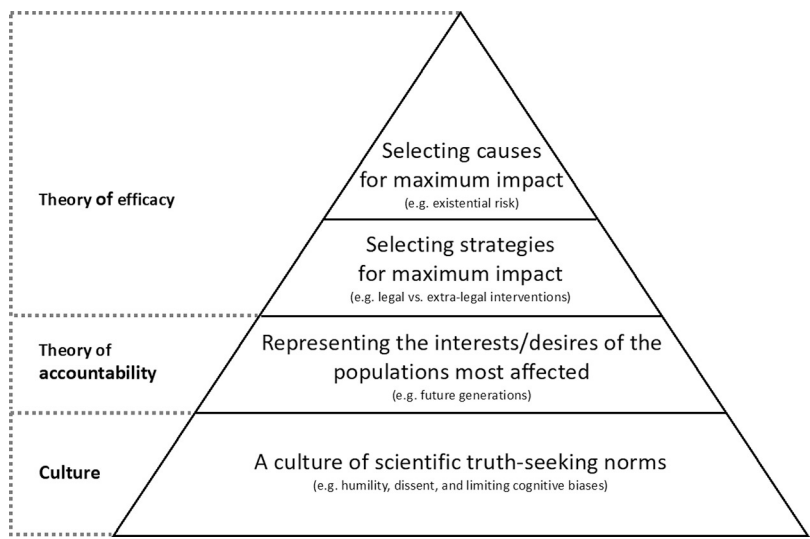 Selecting causes
for maximum impact
(e.g. existential risk)
Theory of efficacy
Selecting strategies
for maximum impact
(e.g. legal vs. extra-legal interventions)
Theory of
accountability
Representing the interests/desires of the
populations most affected
(e.g. future generations)
Culture
A culture of scientific truth-seeking norms
(e.g. humility, dissent, and limiting cognitive biases)